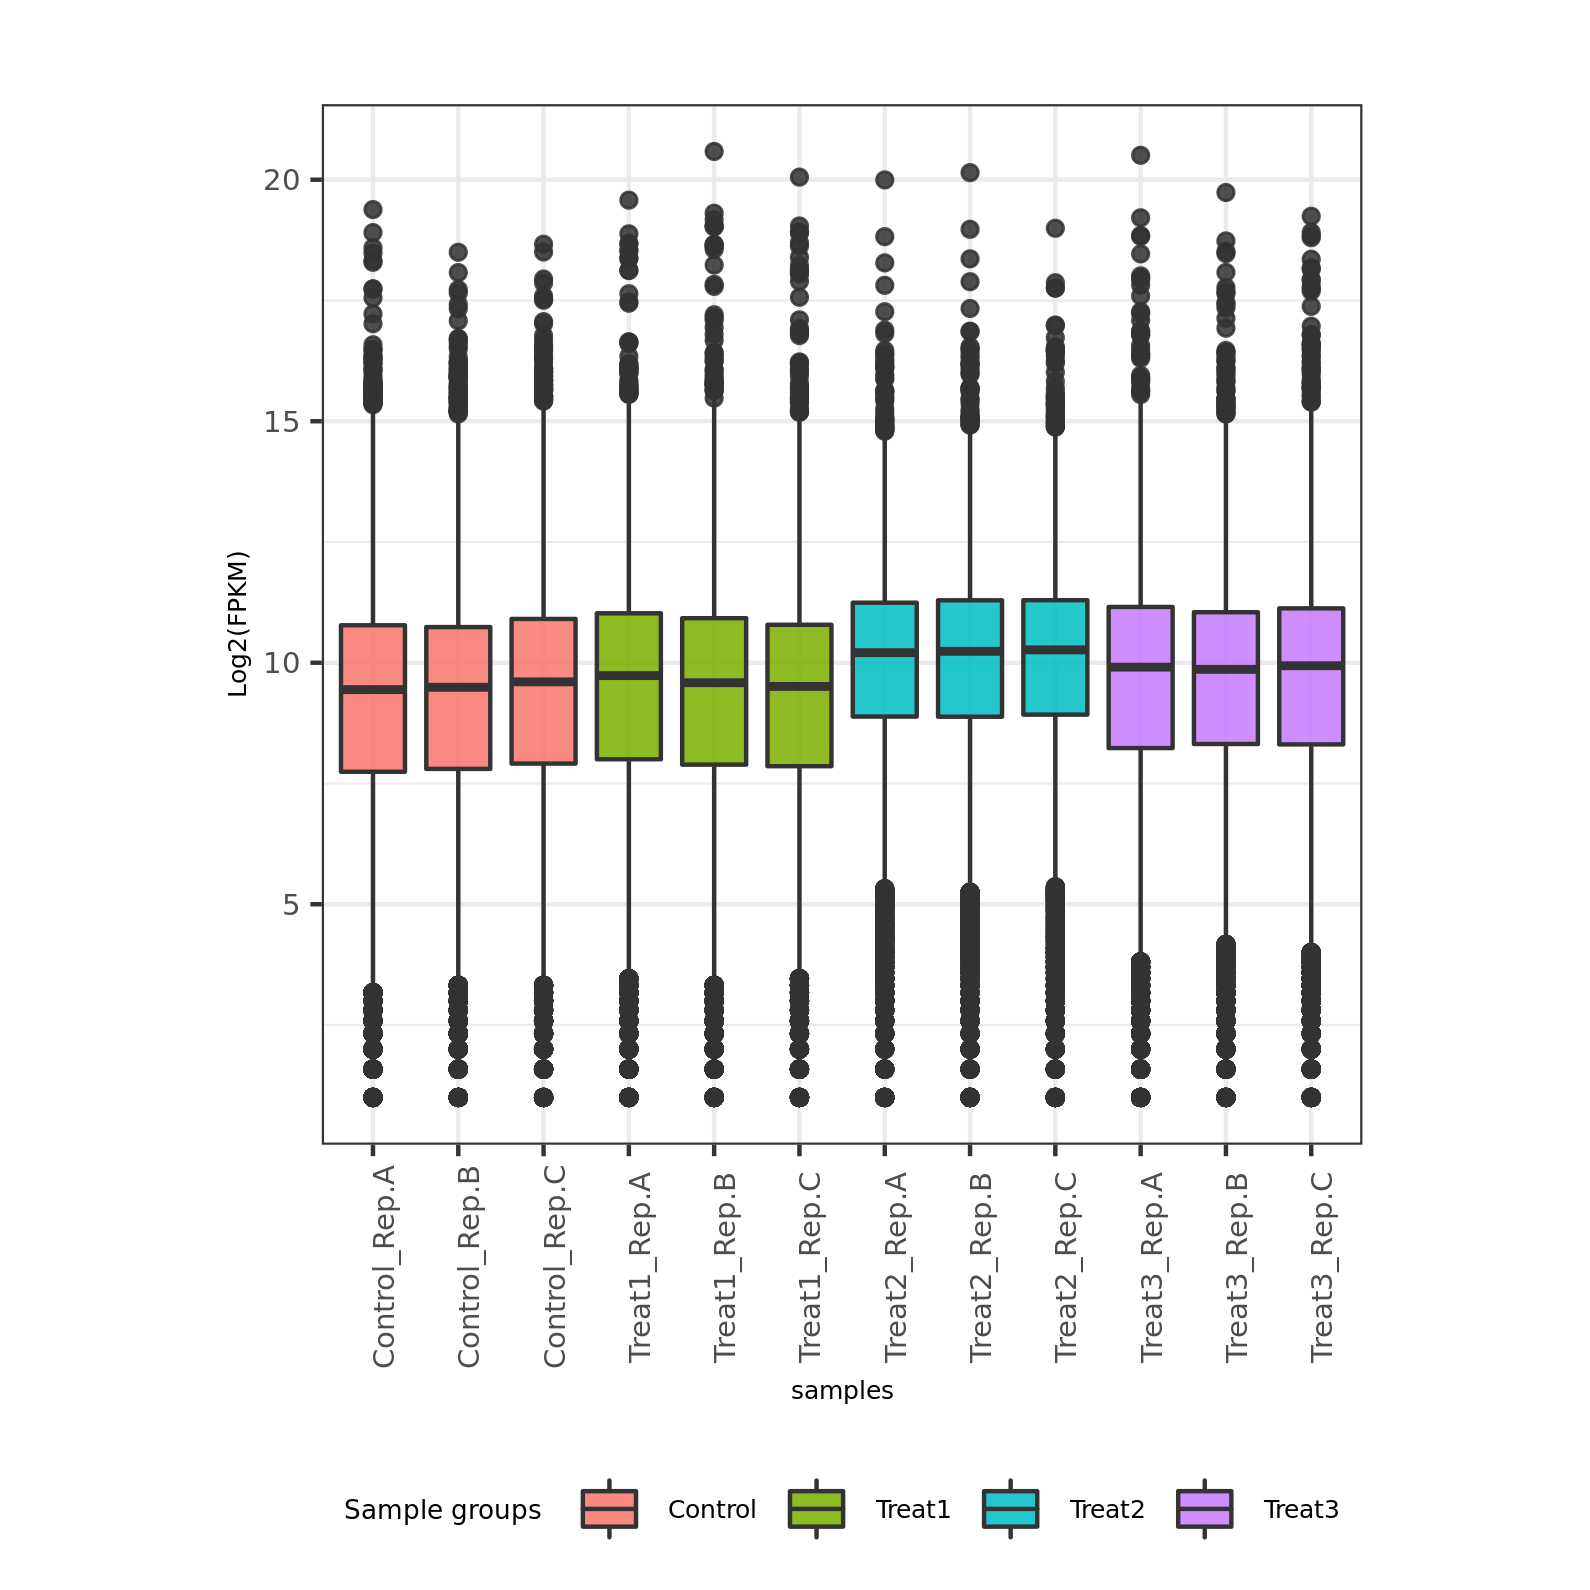 20
15
10
5
Log2(FPKM)
Control_Rep.A
Control_Rep.B
Control_Rep.C
Treat1_Rep.A
Treat1_Rep.B
Treat1_Rep.C
Treat2_Rep.A
Treat2_Rep.B
Treat2_Rep.C
Treat3_Rep.A
Treat3_Rep.B
Treat3_Rep.C
samples
Sample groups Control Treat1 Treat2 Treat3